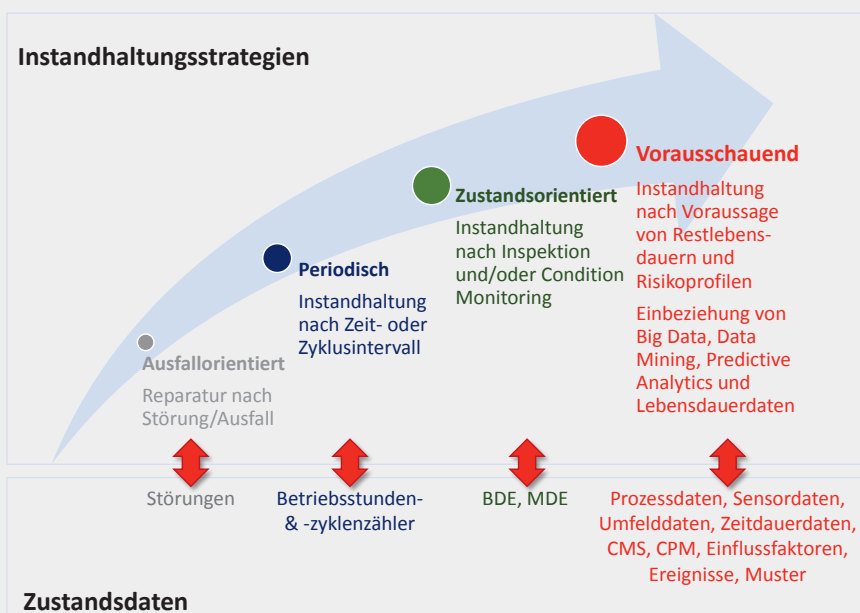 Instandhaltungsstrategien
Ausfallorientiert
Reparatur nach
Störung/Ausfall
Periodisch
Instandhaltung
nach Zeit- oder
Zyklusintervall
Zustandsorientiert
Instandhaltung
nach Inspektion
und/oder Condition
Monitoring
Vorausschauend
Instandhaltung
nach Voraussage
von Restlebens-
dauern und
Risikoprofilen
Einbeziehung von
Big Data, Data
Mining, Predictive
Analytics und
Lebensdauerdaten
Störungen
Betriebsstunden-
& -zyklenzähler
BDE, MDE
Prozessdaten, Sensordaten,
Umfelddaten, Zeitdauerdaten,
CMS, CPM, Einflussfaktoren,
Ereignisse, Muster
Zustandsdaten